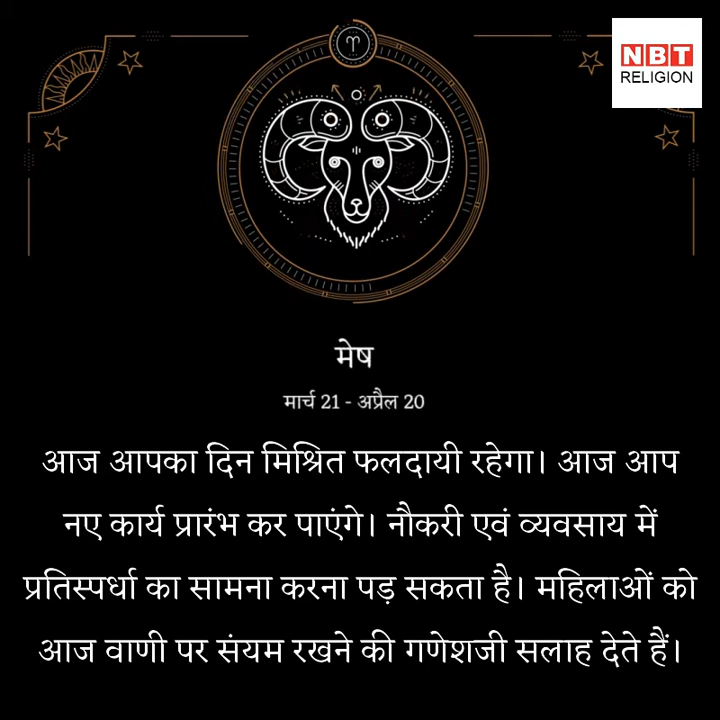 NBT
RELIGION
मेष
मार्च 21 - अप्रैल 20
आज आपका दिन मिश्रित फलदायी रहेगा। आज आप
नए कार्य प्रारंभ कर पाएंगे। नौकरी एवं व्यवसाय में
प्रतिस्पर्धा का सामना करना पड़ सकता है। महिलाओं को
आज वाणी पर संयम रखने की गणेशजी सलाह देते हैं।